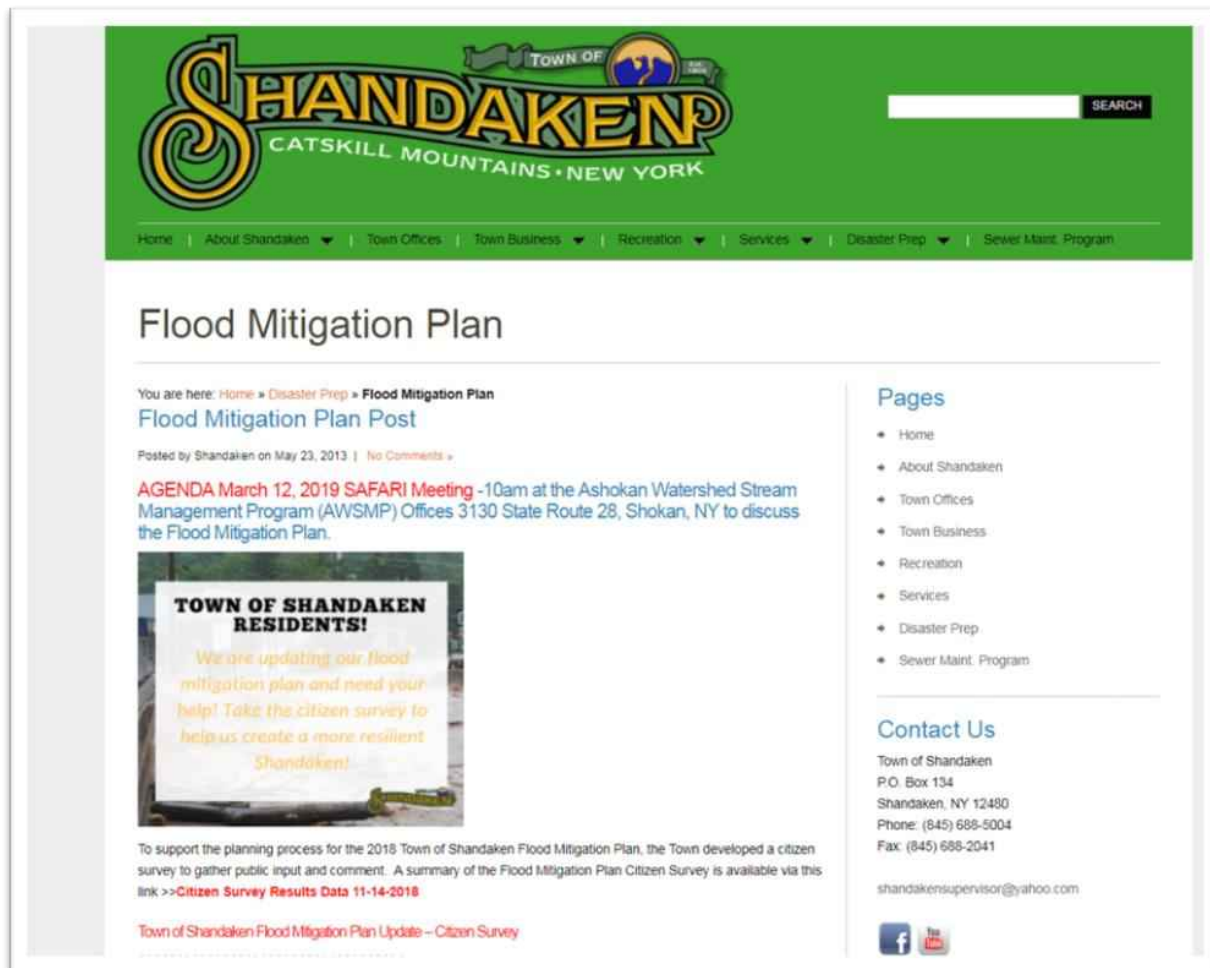 TOWN OF
SHANDAKEN
CATSKILL MOUNTAINS • NEW YORK
SEARCH
Home | About Shandaken | Town Offices | Town Business | Recreation | Services | Disaster Prep | Sewer Maint. Program
Flood Mitigation Plan
You are here: Home » Disaster Prep » Flood Mitigation Plan
Flood Mitigation Plan Post
Posted by Shandaken on May 23, 2013 | No Comments »
AGENDA March 12, 2019 SAFARI Meeting -10am at the Ashokan Watershed Stream
Management Program (AWSMP) Offices 3130 State Route 28, Shokan, NY to discuss
the Flood Mitigation Plan.
TOWN OF SHANDAKEN
RESIDENTS!
We are updating our flood
mitigation plan and need your
help! Take the citizen survey to
help us create a more resilient
Shandaken!
SHANDAKEN
To support the planning process for the 2018 Town of Shandaken Flood Mitigation Plan, the Town developed a citizen
survey to gather public input and comment. A summary of the Flood Mitigation Plan Citizen Survey is available via this
link >>Citizen Survey Results Data 11-14-2018
Town of Shandaken Flood Mitigation Plan Update – Citizen Survey
Pages
Home
About Shandaken
Town Offices
Town Business
Recreation
Services
Disaster Prep
Sewer Maint. Program
Contact Us
Town of Shandaken
P.O. Box 134
Shandaken, NY 12480
Phone: (845) 688-5004
Fax: (845) 688-2041
shandakensupervisor@yahoo.com
f
You
Tube